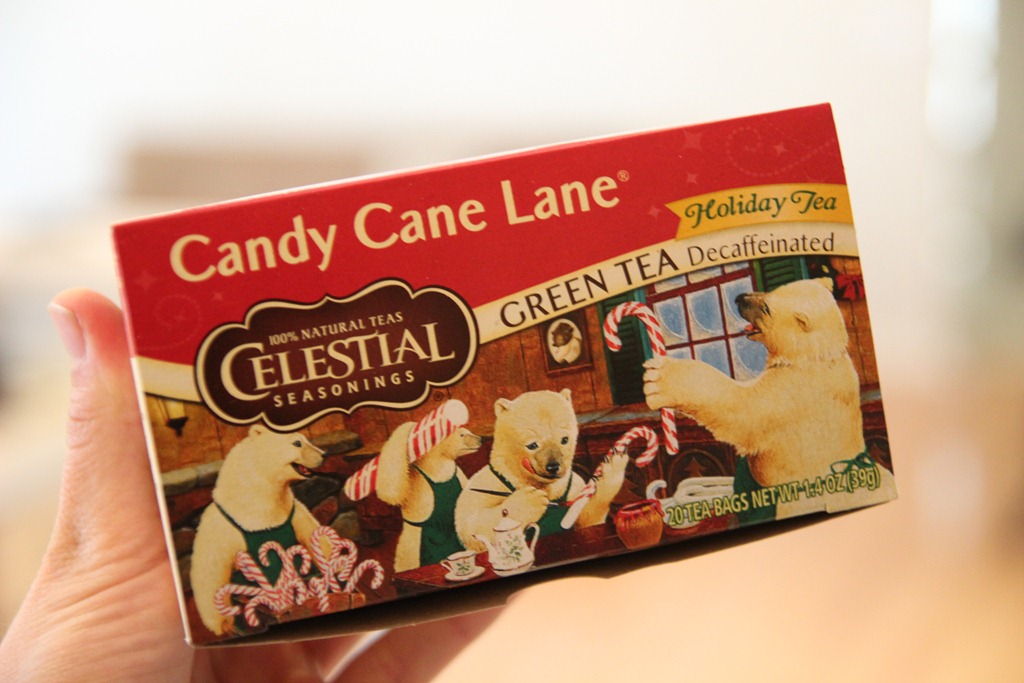 Candy Cane Lane®
Holiday Tea
GREEN TEA Decaffeinated
100% NATURAL TEAS
CELESTIAL
SEASONINGS
20 TEA BAGS NET WT 1.4 OZ (39g)